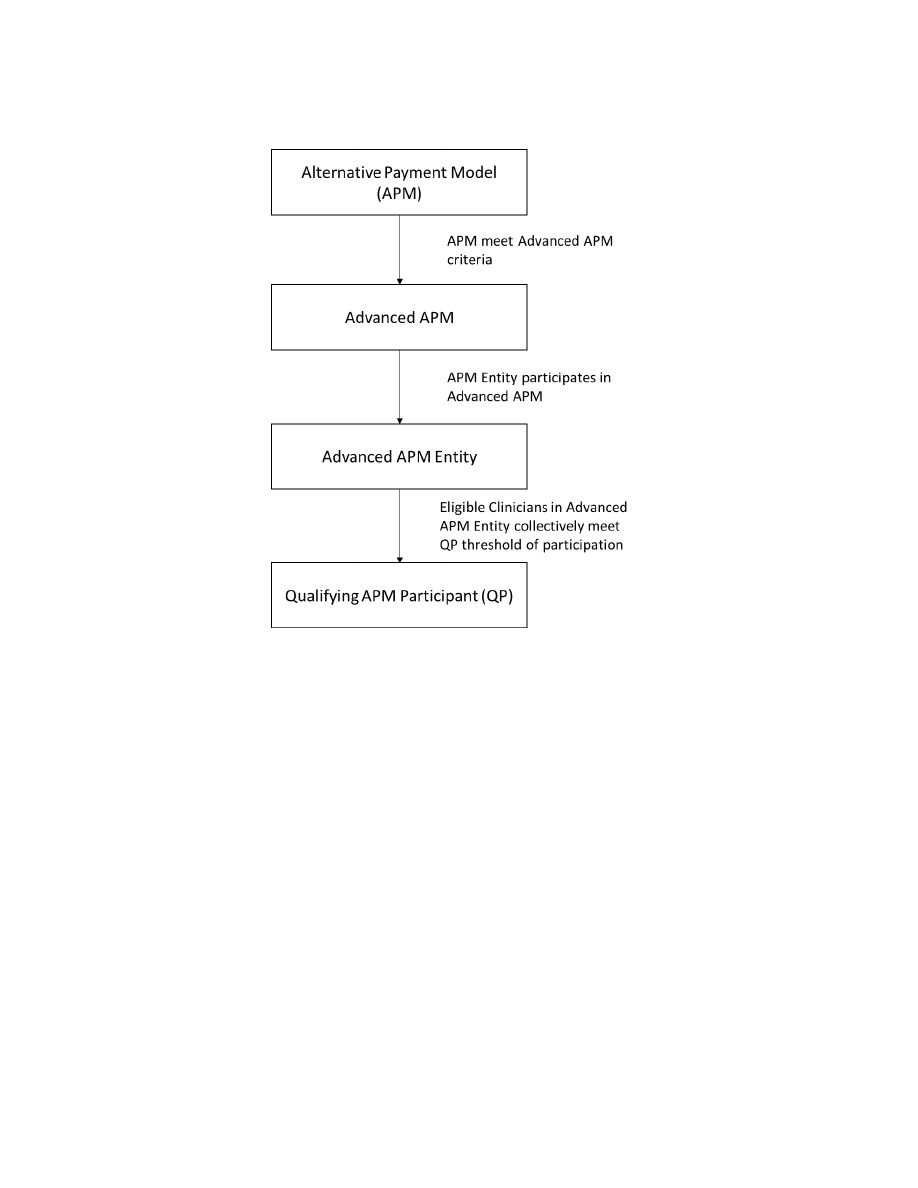 Alternative Payment Model
(APM)
APM meet Advanced APM
criteria
Advanced APM
APM Entity participates in
Advanced APM
Advanced APM Entity
Eligible Clinicians in Advanced
APM Entity collectively meet
QP threshold of participation
Qualifying APM Participant (QP)